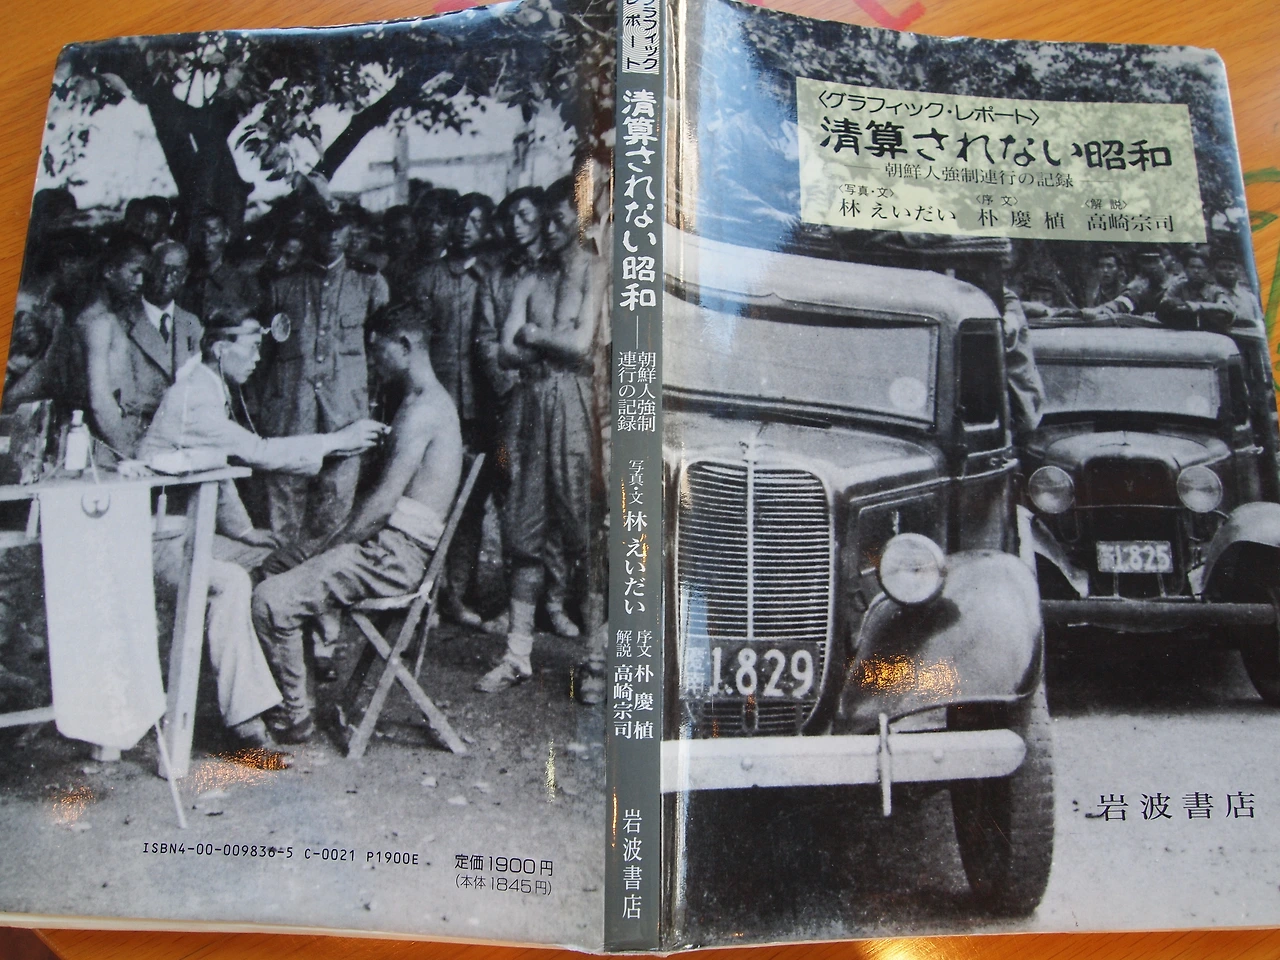 〈グラフィック・レポート〉
清算されない昭和
朝鮮人強制連行の記録
〈写真・文〉 〈序文〉 〈解説〉
林えいだい 朴慶植 高崎宗司
岩波書店
1.829
1.825
グラフィック
レポート
清算されない昭和
朝鮮人強制
連行の記録
写真・文 林えいだい
序文 朴慶植
解説 高崎宗司
岩波書店
ISBN4-00-009836-5 C-0021 P1900E
定価1900円
(本体1845円)